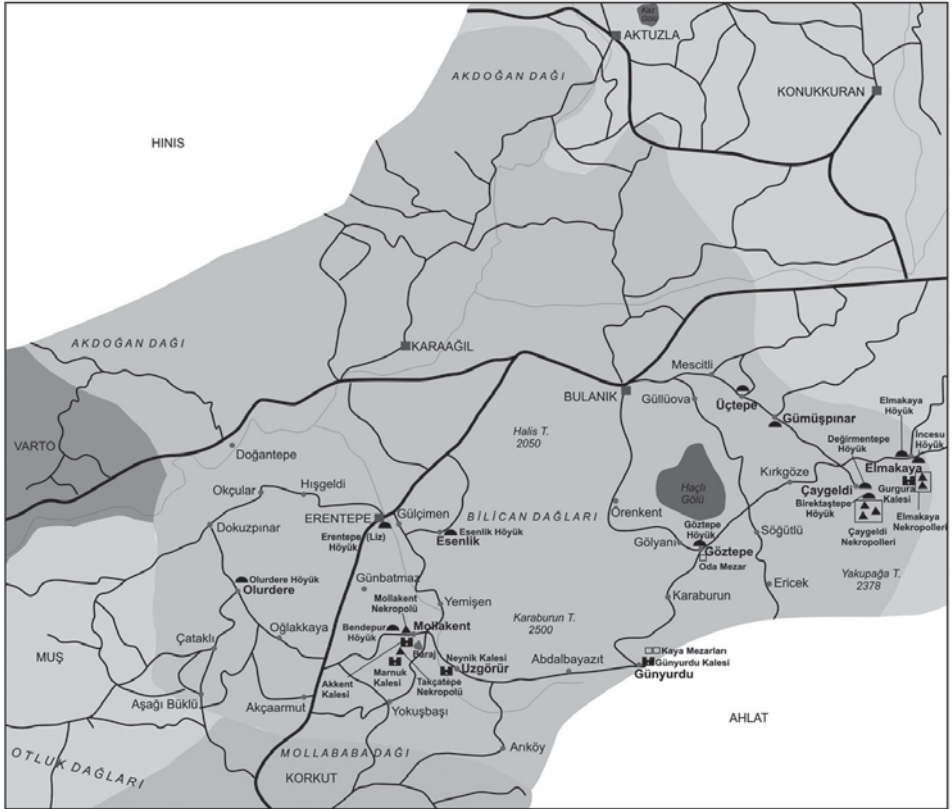 Kaz
Gölü
AKTUZLA
AKDOĞAN DAĞI
KONUKKURAN
HINIS
AKDOĞAN DAĞI
KARAAĞIL
Mescitli
BULANIK
Güllüova
Üçtepe
Elmakaya
Höyük
Gümüşpınar
Halis T.
2050
Değirmentepe
Höyük
İncesu
Höyük
VARTO
Doğantepe
Elmakaya
Kırkgöze
Haçlı
Gölü
Çaygeldi
Gurgura
Kalesi
Birektaştepe
Höyük
Elmakaya
Nekropolleri
Çaygeldi
Nekropolleri
Okçular
Hışgeldi
ERENTEPE
Gülçimen
BİLİCAN DAĞLARI
Örenkent
Dokuzpınar
Erentepe (Liz)
Höyük
Esenlik Höyük
Esenlik
Göztepe
Höyük
Gölyanı
Göztepe
Oda Mezar
Söğütlü
Olurdere Höyük
Olurdere
Günbatmaz
Mollakent
Nekropolü
Yemişen
Karaburun
Ericek
Yakupağa T.
2378
Karaburun T.
2500
Bendepur
Höyük
Mollakent
Baraj
Oğlakkaya
Çataklı
MUŞ
Marnuk
Kalesi
Takçatepe
Nekropolü
Neynik Kalesi
Uzgörür
Abdalbayazıt
Kaya Mezarları
Günyurdu Kalesi
Günyurdu
Akkent
Kalesi
Aşağı Büklü
Akçaarmut
Yokuşbaşı
AHLAT
Arıköy
MOLLABABA DAĞI
OTLUK DAĞLARI
KORKUT